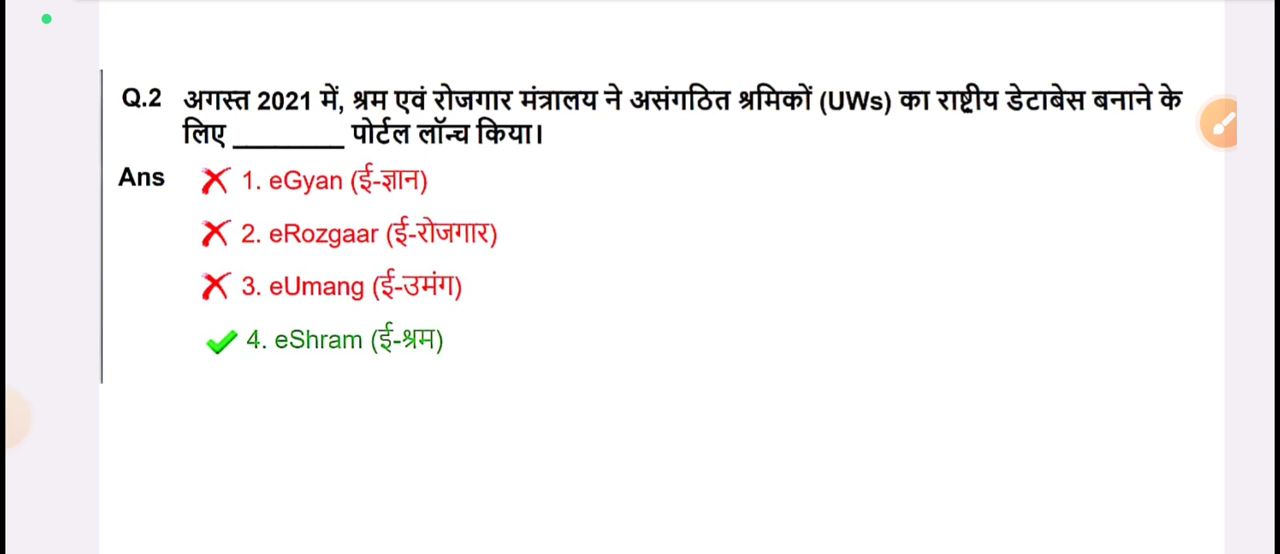 Q.2 अगस्त 2021 में, श्रम एवं रोजगार मंत्रालय ने असंगठित श्रमिकों (UWs) का राष्ट्रीय डेटाबेस बनाने के
लिए ________ पोर्टल लॉन्च किया।
Ans 1. eGyan (ई-ज्ञान)
2. eRozgaar (ई-रोजगार)
3. eUmang (ई-उमंग)
4. eShram (ई-श्रम)